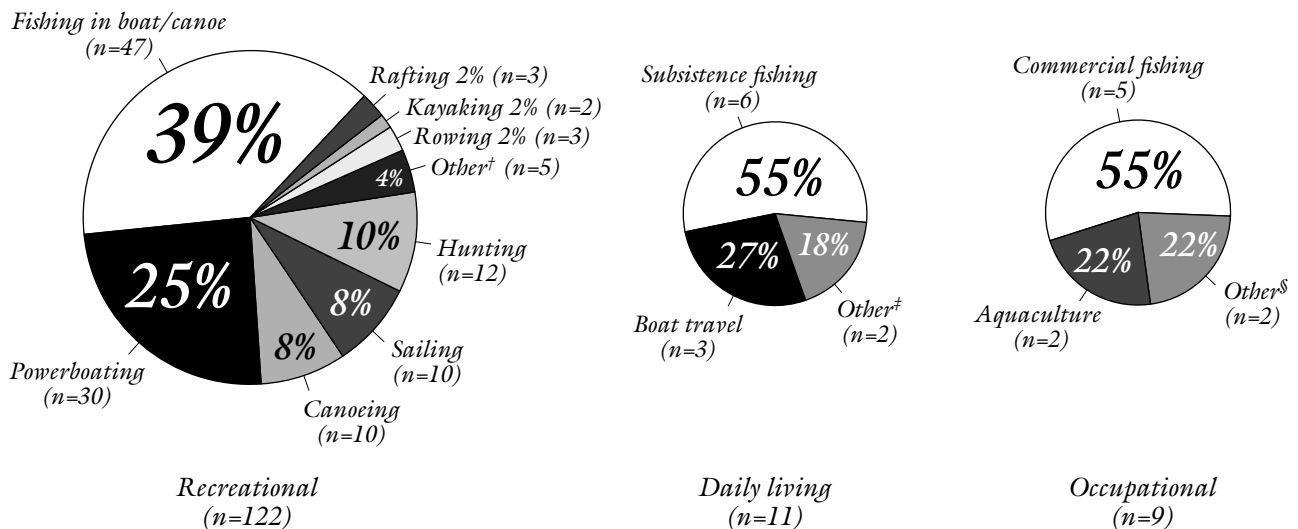 Fishing in boat/canoe
(n=47)
39%
Rafting 2% (n=3)
Kayaking 2% (n=2)
Rowing 2% (n=3)
Other† (n=5)
4%
10%
Hunting
(n=12)
8%
Sailing
(n=10)
8%
Canoeing
(n=10)
25%
Powerboating
(n=30)
Recreational
(n=122)
Subsistence fishing
(n=6)
55%
27%
18%
Boat travel
(n=3)
Other‡
(n=2)
Daily living
(n=11)
Commercial fishing
(n=5)
55%
22%
22%
Aquaculture
(n=2)
Other§
(n=2)
Occupational
(n=9)